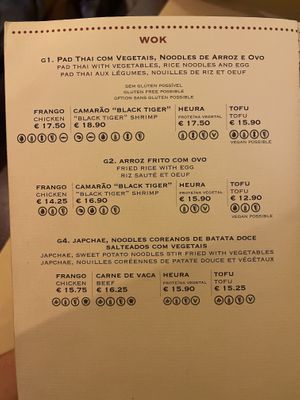 WOK
G1. PAD THAI COM VEGETAIS, NOODLES DE ARROZ E OVO
PAD THAI WITH VEGETABLES, RICE NOODLES AND EGG
PAD THAI AUX LÉGUMES, NOUILLES DE RIZ ET OEUF
SEM GLÚTEN POSSÍVEL
GLUTEN FREE POSSIBLE
OPTION SANS GLUTEN POSSIBLE
FRANGO CAMARÃO "BLACK TIGER" HEURA TOFU
CHICKEN "BLACK TIGER" SHRIMP PROTEÍNA VEGETAL TOFU
€ 17.50 € 18.90 € 17.50 € 15.90
VEGAN POSSIBLE
G2. ARROZ FRITO COM OVO
FRIED RICE WITH EGG
RIZ SAUTÉ ET OEUF
FRANGO CAMARÃO "BLACK TIGER" HEURA TOFU
CHICKEN "BLACK TIGER" SHRIMP PROTEÍNA VEGETAL TOFU
€ 14.25 € 16.90 € 15.90 € 12.90
VEGAN POSSIBLE
G4. JAPCHAE, NOODLES COREANOS DE BATATA DOCE
SALTEADOS COM VEGETAIS
JAPCHAE, SWEET POTATO NOODLES STIR FRIED WITH VEGETABLES
JAPCHAE, NOUILLES CORÉENNES DE PATATE DOUCE ET VÉGÉTAUX
FRANGO CARNE DE VACA HEURA TOFU
CHICKEN BEEF PROTEÍNA VEGETAL TOFU
€ 15.75 € 16.25 € 15.90 € 15.25